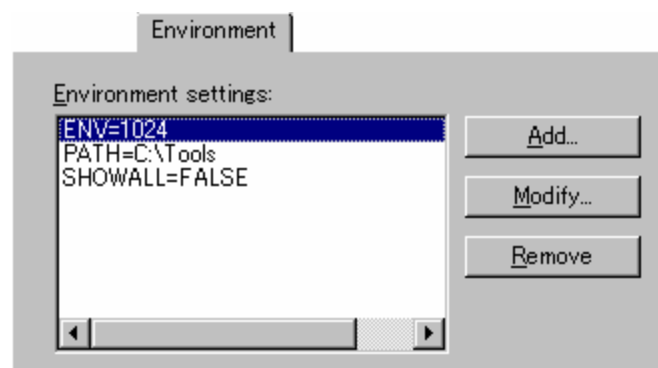 Environment
Environment settings:
ENV=1024
PATH=C:\Tools
SHOWALL=FALSE
Add...
Modify...
Remove